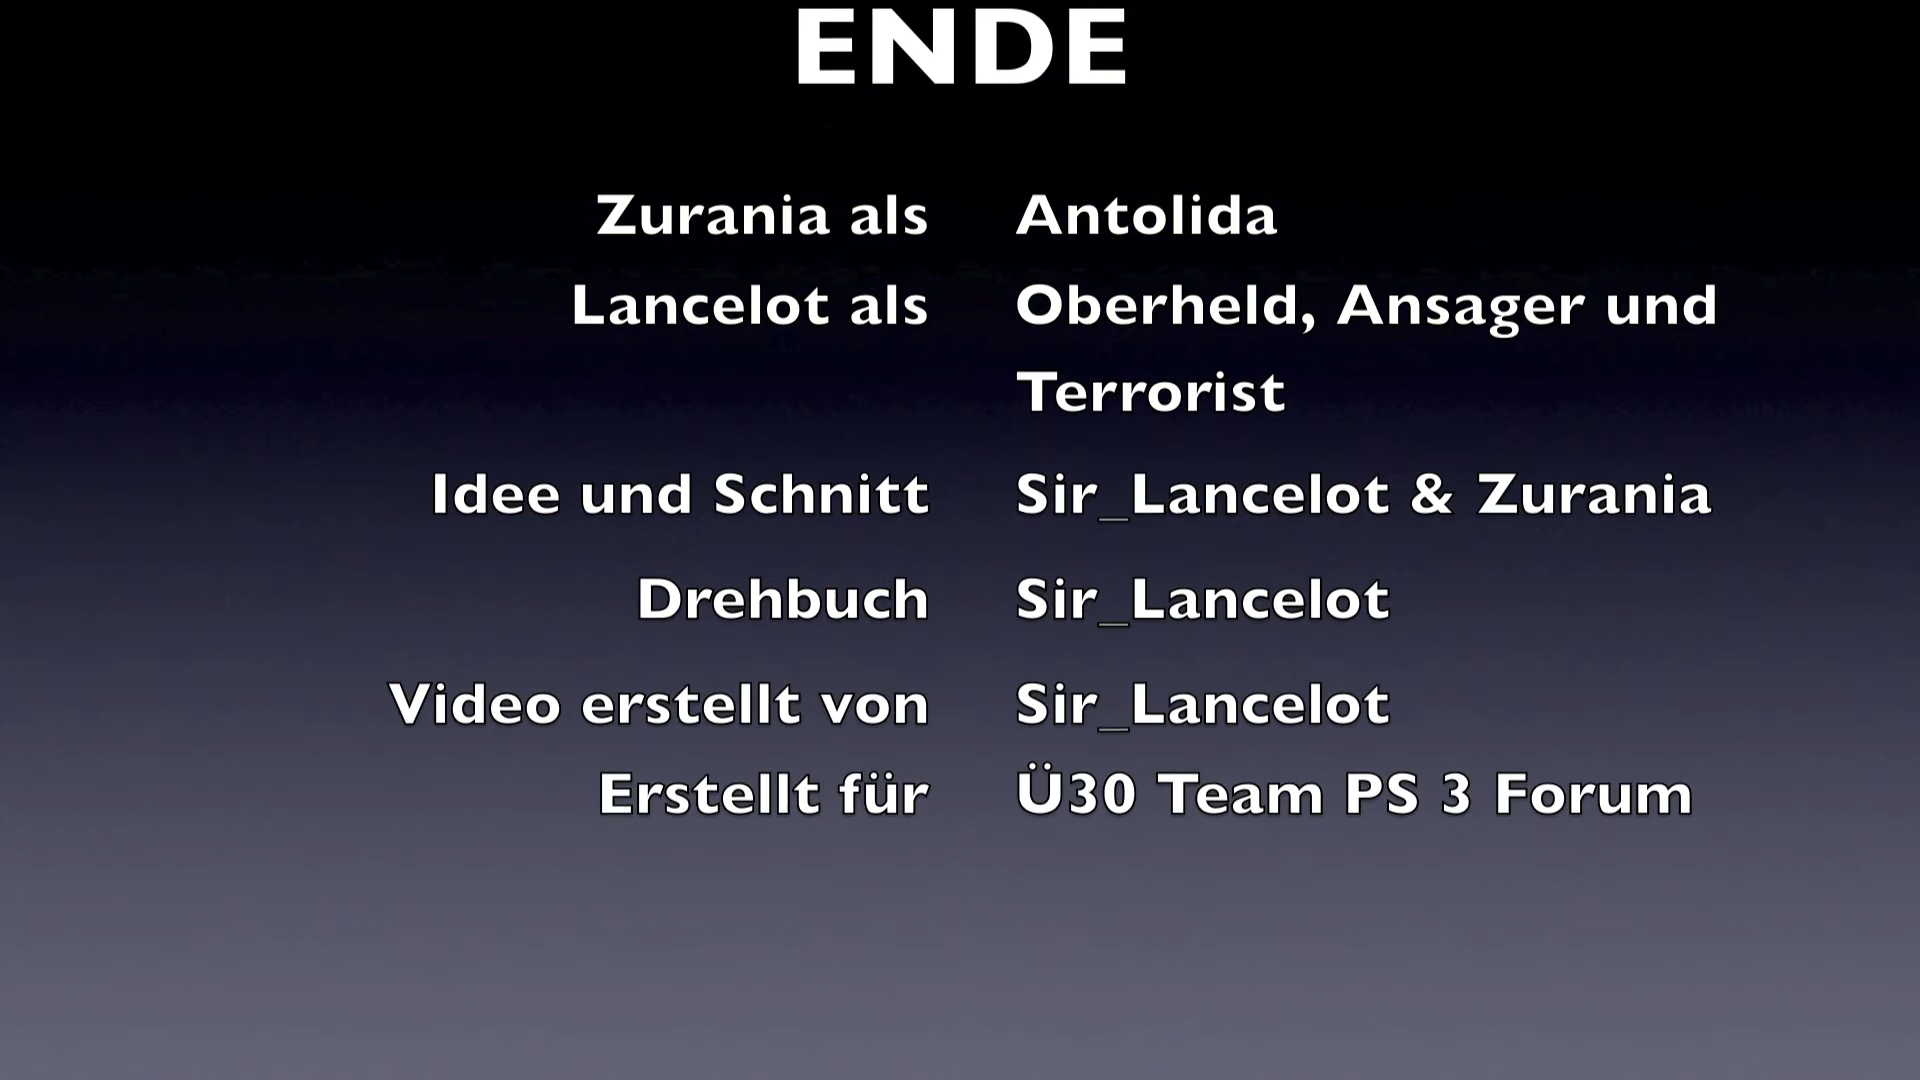 ENDE
Zurania als Antolida
Lancelot als Oberheld, Ansager und
Terrorist
Idee und Schnitt Sir_Lancelot & Zurania
Drehbuch Sir_Lancelot
Video erstellt von Sir_Lancelot
Erstellt für Ü30 Team PS 3 Forum